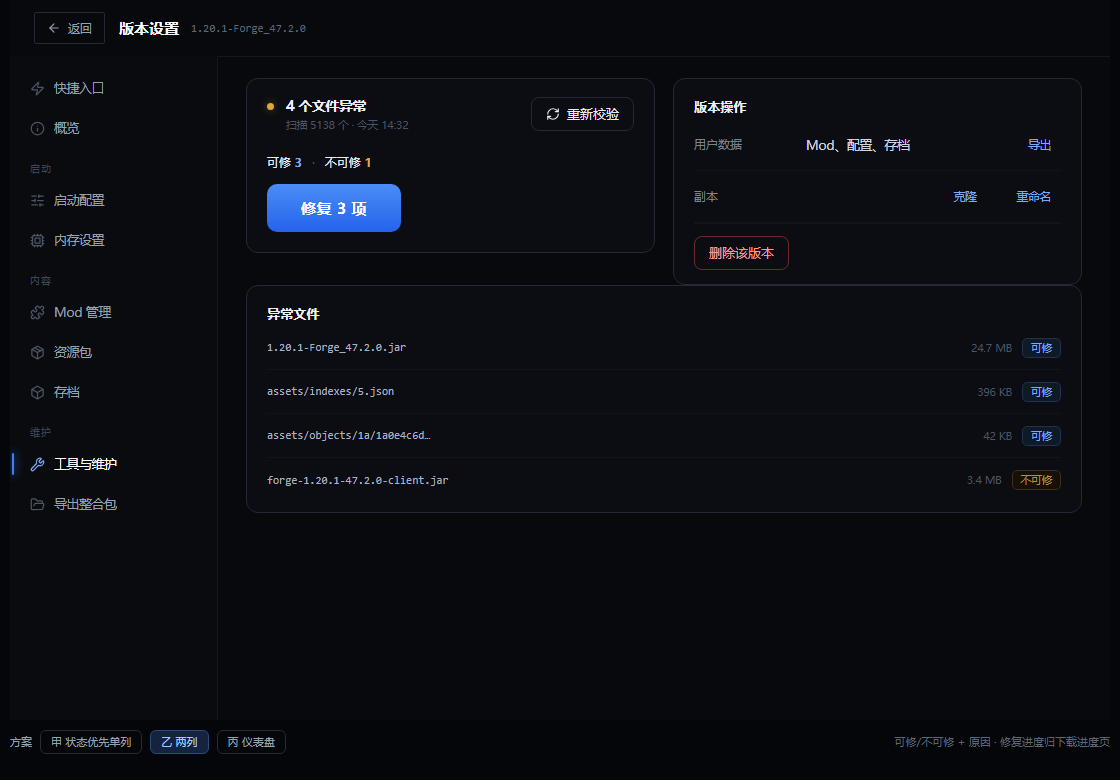 返回 版本设置 1.20.1-Forge_47.2.0
快捷入口
概览
启动
启动配置
内存设置
内容
Mod 管理
资源包
存档
维护
工具与维护
导出整合包
4 个文件异常
扫描 5138 个 · 今天 14:32
重新校验
可修 3 · 不可修 1
修复 3 项
版本操作
用户数据 Mod、配置、存档 导出
副本 克隆 重命名
删除该版本
异常文件
1.20.1-Forge_47.2.0.jar 24.7 MB 可修
assets/indexes/5.json 396 KB 可修
assets/objects/1a/1a0e4c6d… 42 KB 可修
forge-1.20.1-47.2.0-client.jar 3.4 MB 不可修
方案 甲 状态优先单列 乙 两列 丙 仪表盘
可修/不可修 + 原因 · 修复进度归下载进度页